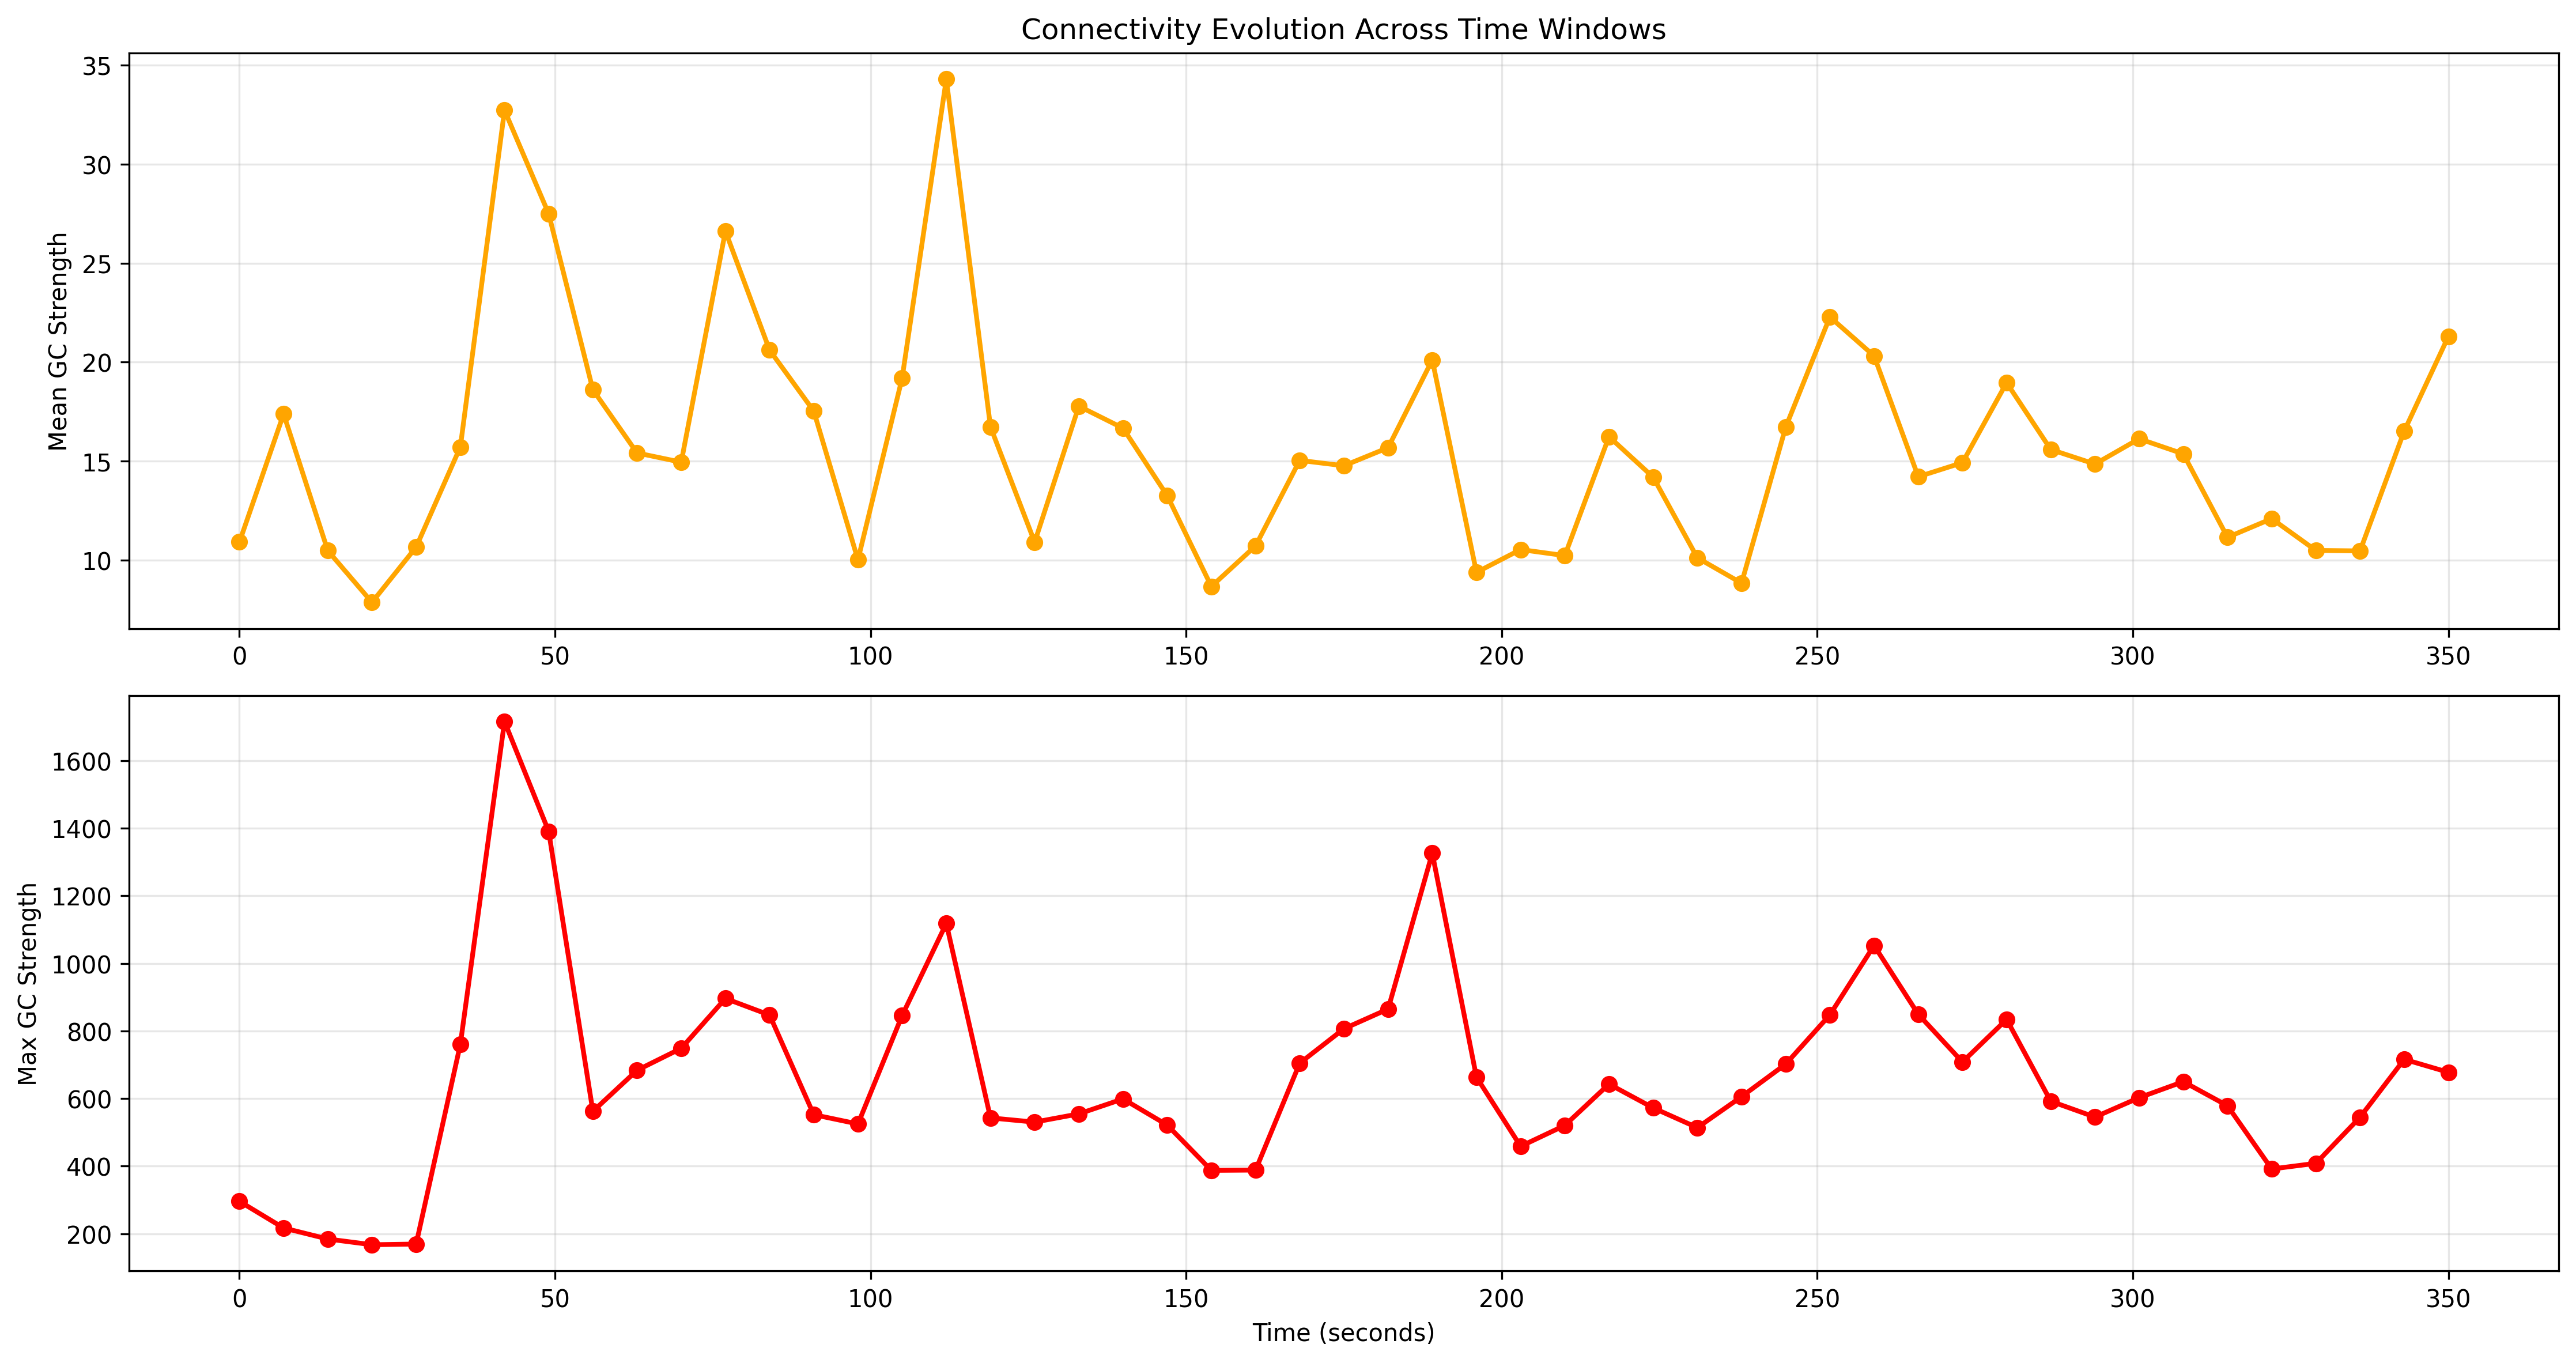 Connectivity Evolution Across Time Windows
Mean GC Strength
35
30
25
20
15
10
0 50 100 150 200 250 300 350
Max GC Strength
1600
1400
1200
1000
800
600
400
200
0 50 100 150 200 250 300 350
Time (seconds)